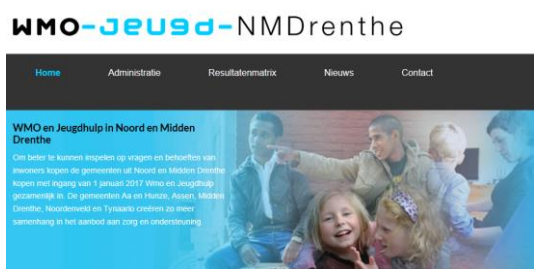 WMO-Jeugd-NMDrenthe
Home Administratie Resultatenmatrix Nieuws Contact
WMO en Jeugdhulp in Noord en Midden
Drenthe
Om beter te kunnen inspelen op vragen en behoeften van
inwoners kopen de gemeenten uit Noord en Midden Drenthe
kopen met ingang van 1 januari 2017 Wmo en Jeugdhulp
gezamenlijk in. De gemeenten Aa en Hunze, Assen, Midden
Drenthe, Noordenveld en Tynaarlo creëren zo meer
samenhang in het aanbod aan zorg en ondersteuning.